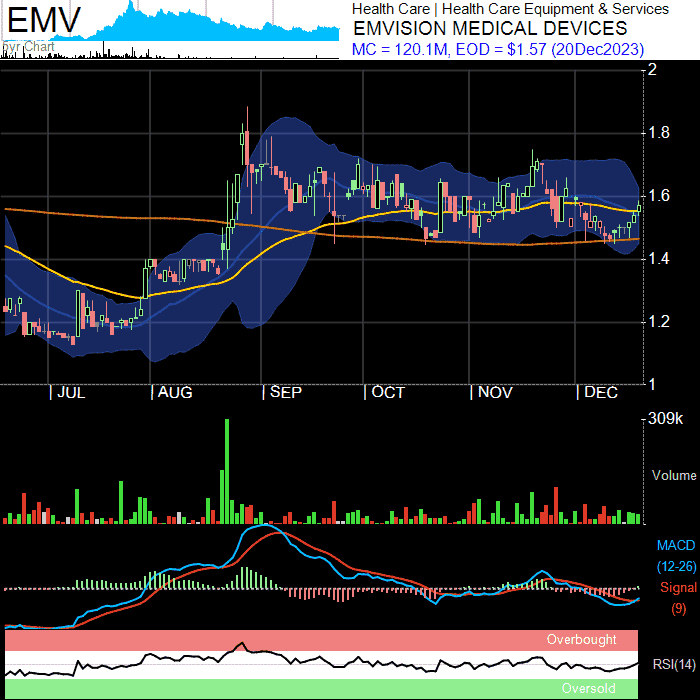 EMV
5yr Chart
Health Care | Health Care Equipment & Services
EMVISION MEDICAL DEVICES
MC = 120.1M, EOD = $1.57 (20Dec2023)
2
1.8
1.6
1.4
1.2
1
| JUL | AUG | SEP | OCT | NOV | DEC
309k
Volume
MACD
(12-26)
Signal
(9)
Overbought
RSI(14)
Oversold